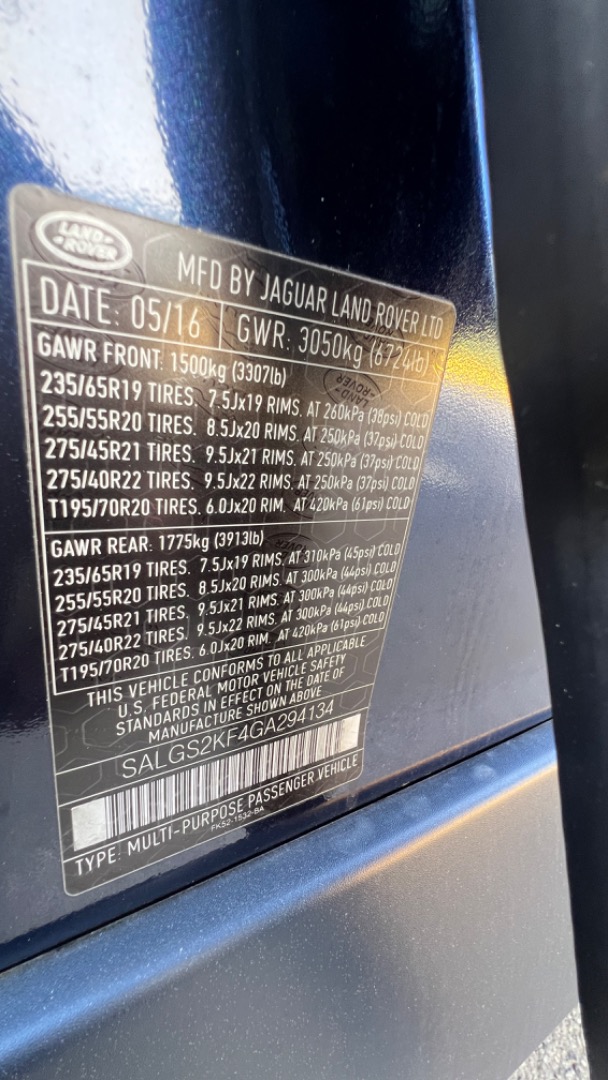 LAND
ROVER
MFD BY JAGUAR LAND ROVER LTD
DATE: 05/16 GWR: 3050kg (6724lb)
GAWR FRONT: 1500kg (3307lb)
235/65R19 TIRES. 7.5Jx19 RIMS. AT 260kPa (38psi) COLD
255/55R20 TIRES. 8.5Jx20 RIMS. AT 250kPa (37psi) COLD
275/45R21 TIRES. 9.5Jx21 RIMS. AT 250kPa (37psi) COLD
275/40R22 TIRES. 9.5Jx22 RIMS. AT 250kPa (37psi) COLD
T195/70R20 TIRES. 6.0Jx20 RIM. AT 420kPa (61psi) COLD
GAWR REAR: 1775kg (3913lb)
235/65R19 TIRES. 7.5Jx19 RIMS. AT 310kPa (45psi) COLD
255/55R20 TIRES. 8.5Jx20 RIMS. AT 300kPa (44psi) COLD
275/45R21 TIRES. 9.5Jx21 RIMS. AT 300kPa (44psi) COLD
275/40R22 TIRES. 9.5Jx22 RIMS. AT 300kPa (44psi) COLD
T195/70R20 TIRES. 6.0Jx20 RIM. AT 420kPa (61psi) COLD
THIS VEHICLE CONFORMS TO ALL APPLICABLE
U.S. FEDERAL MOTOR VEHICLE SAFETY
STANDARDS IN EFFECT ON THE DATE OF
MANUFACTURE SHOWN ABOVE
SALGS2KF4GA294134
TYPE: MULTI-PURPOSE PASSENGER VEHICLE
FK52-1532-BA